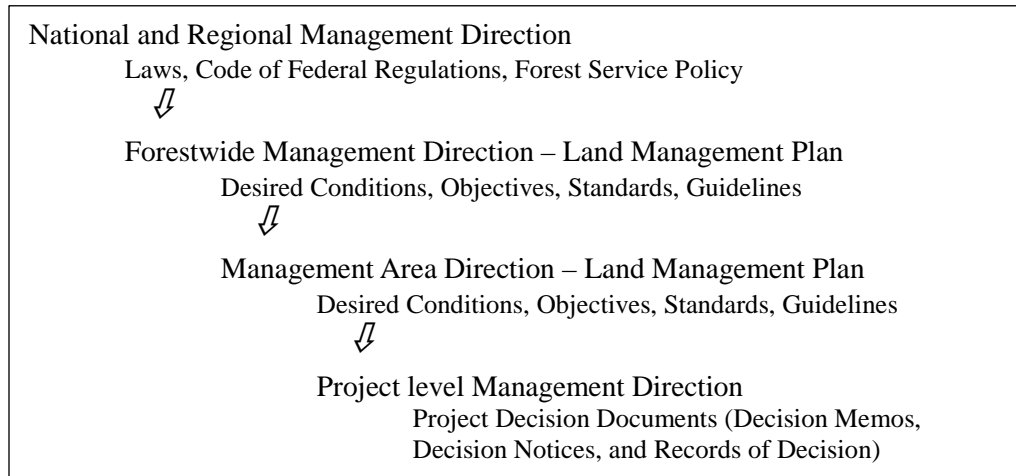 National and Regional Management Direction
Laws, Code of Federal Regulations, Forest Service Policy
Forestwide Management Direction – Land Management Plan
Desired Conditions, Objectives, Standards, Guidelines
Management Area Direction – Land Management Plan
Desired Conditions, Objectives, Standards, Guidelines
Project level Management Direction
Project Decision Documents (Decision Memos,
Decision Notices, and Records of Decision)